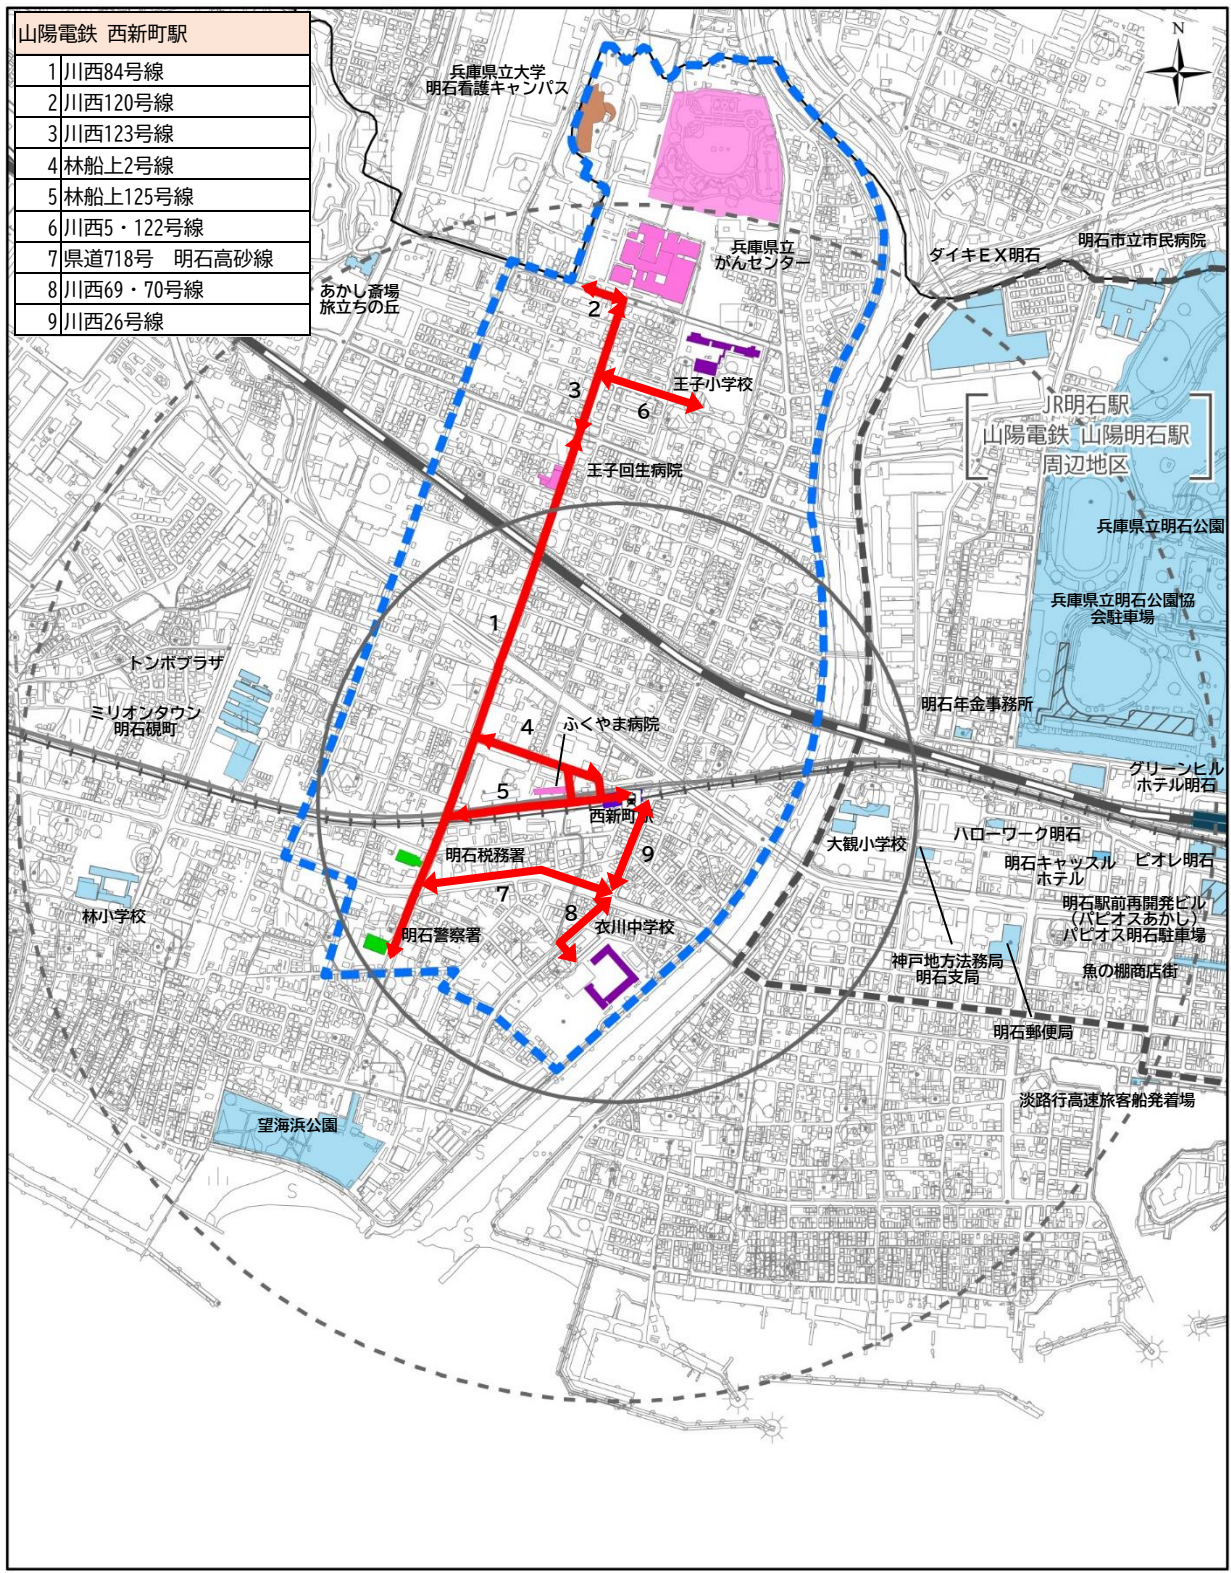 山陽電鉄 西新町駅
1 川西84号線
2 川西120号線
3 川西123号線
4 林船上2号線
5 林船上125号線
6 川西5・122号線
7 県道718号 明石高砂線
8 川西69・70号線
9 川西26号線
N
兵庫県立大学
明石看護キャンパス
兵庫県立
がんセンター
ダイキEX明石
明石市立市民病院
あかし斎場
旅立ちの丘
2
王子小学校
3
6
JR明石駅
山陽電鉄 山陽明石駅
周辺地区
王子回生病院
兵庫県立明石公園
兵庫県立明石公園協
会駐車場
1
トンボプラザ
ミリオンタウン
明石硯町
4
ふくやま病院
明石年金事務所
グリーンヒル
ホテル明石
5
西新町駅
大観小学校
ハローワーク明石
明石キャッスル
ホテル
ピオレ明石
明石税務署
9
7
明石駅前再開発ビル
（パピオスあかし）
パピオス明石駐車場
林小学校
8
衣川中学校
明石警察署
神戸地方法務局
明石支局
魚の棚商店街
明石郵便局
淡路行高速旅客船発着場
望海浜公園
S
S
S